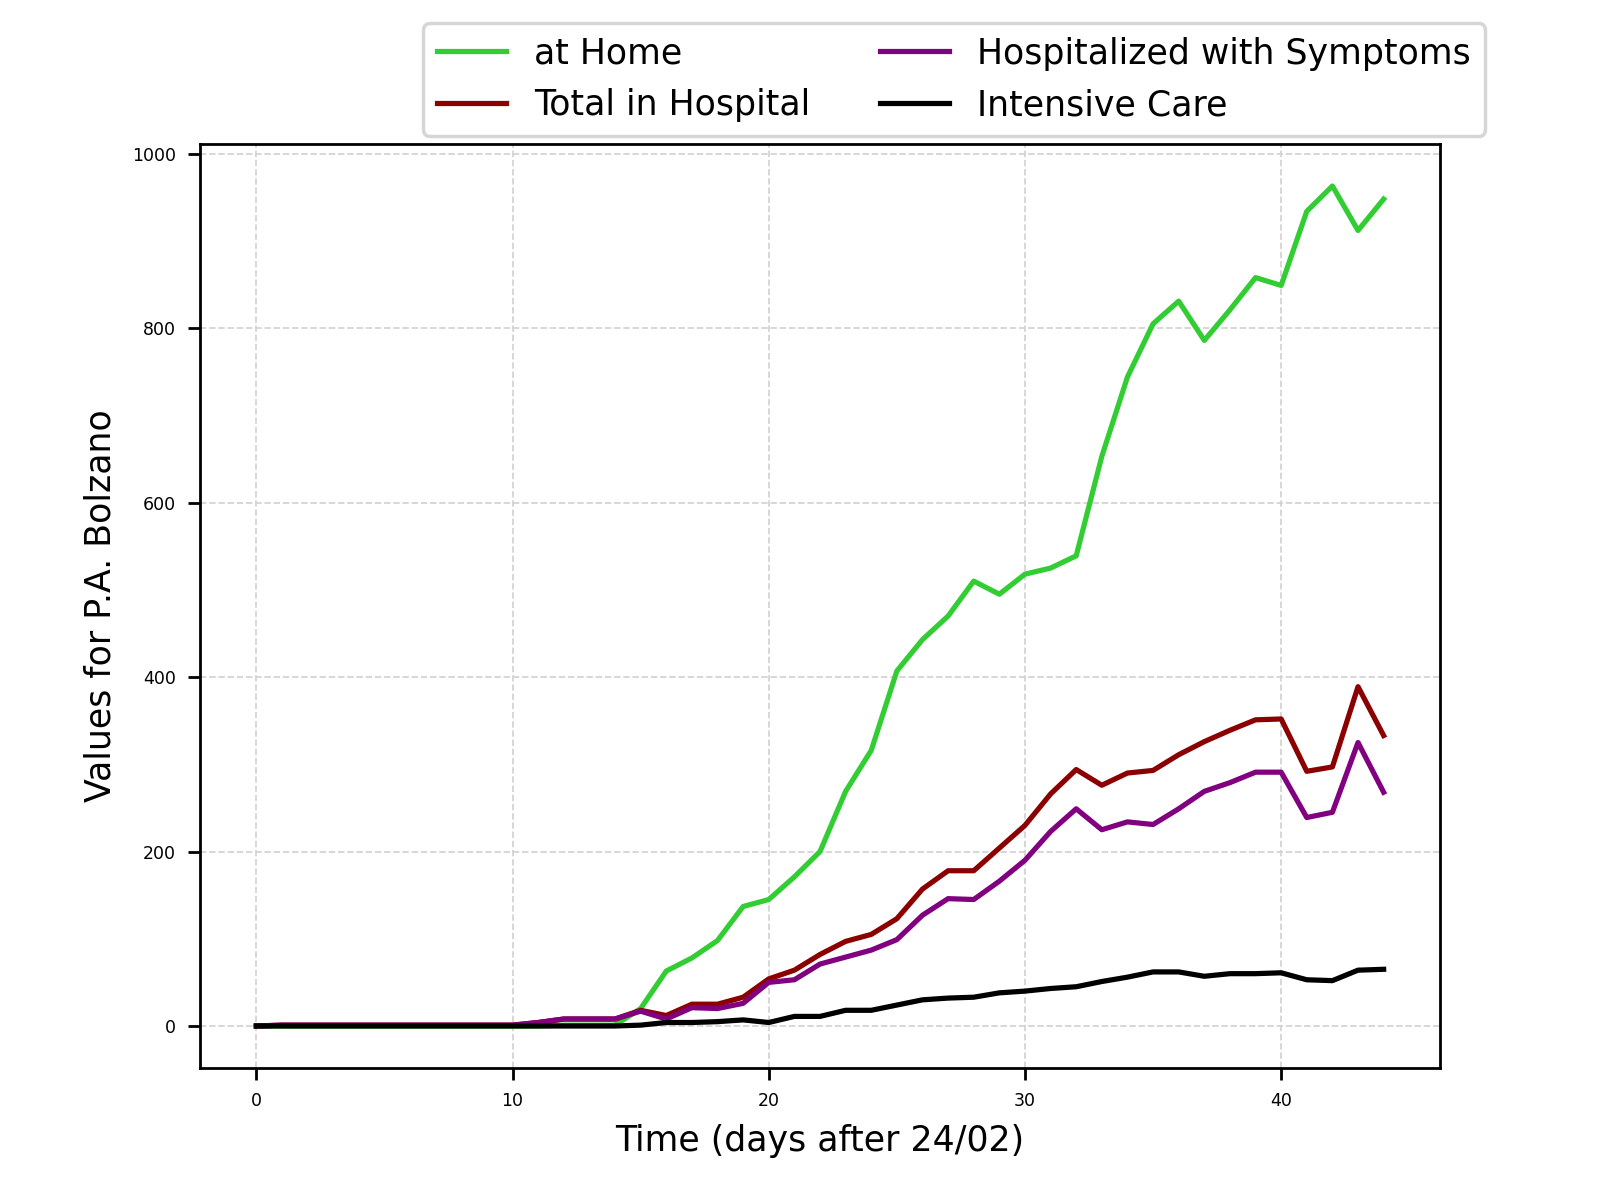 at Home
Total in Hospital
Hospitalized with Symptoms
Intensive Care
Values for P.A. Bolzano
1000
800
600
400
200
0
0 10 20 30 40
Time (days after 24/02)